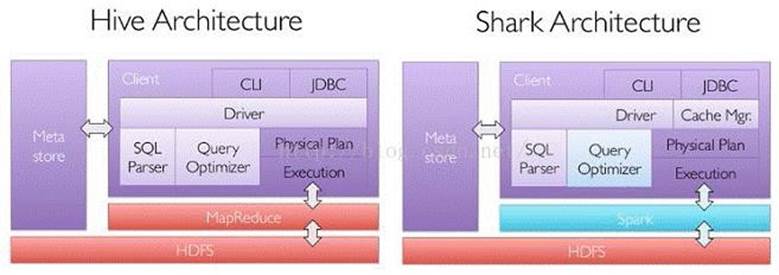 Hive Architecture
Meta
store
Client
CLI
JDBC
Driver
SQL
Parser
Query
Optimizer
Physical Plan
Execution
MapReduce
HDFS
Shark Architecture
Meta
store
Client
CLI
JDBC
Driver
Cache Mgr.
SQL
Parser
Query
Optimizer
Physical Plan
Execution
Spark
HDFS